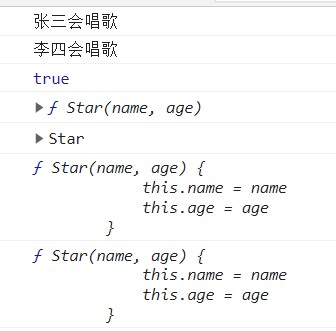 张三会唱歌
李四会唱歌
true
▶ƒ Star(name, age)
▶Star
ƒ Star(name, age) {
            this.name = name
            this.age = age
        }
ƒ Star(name, age) {
            this.name = name
            this.age = age
        }